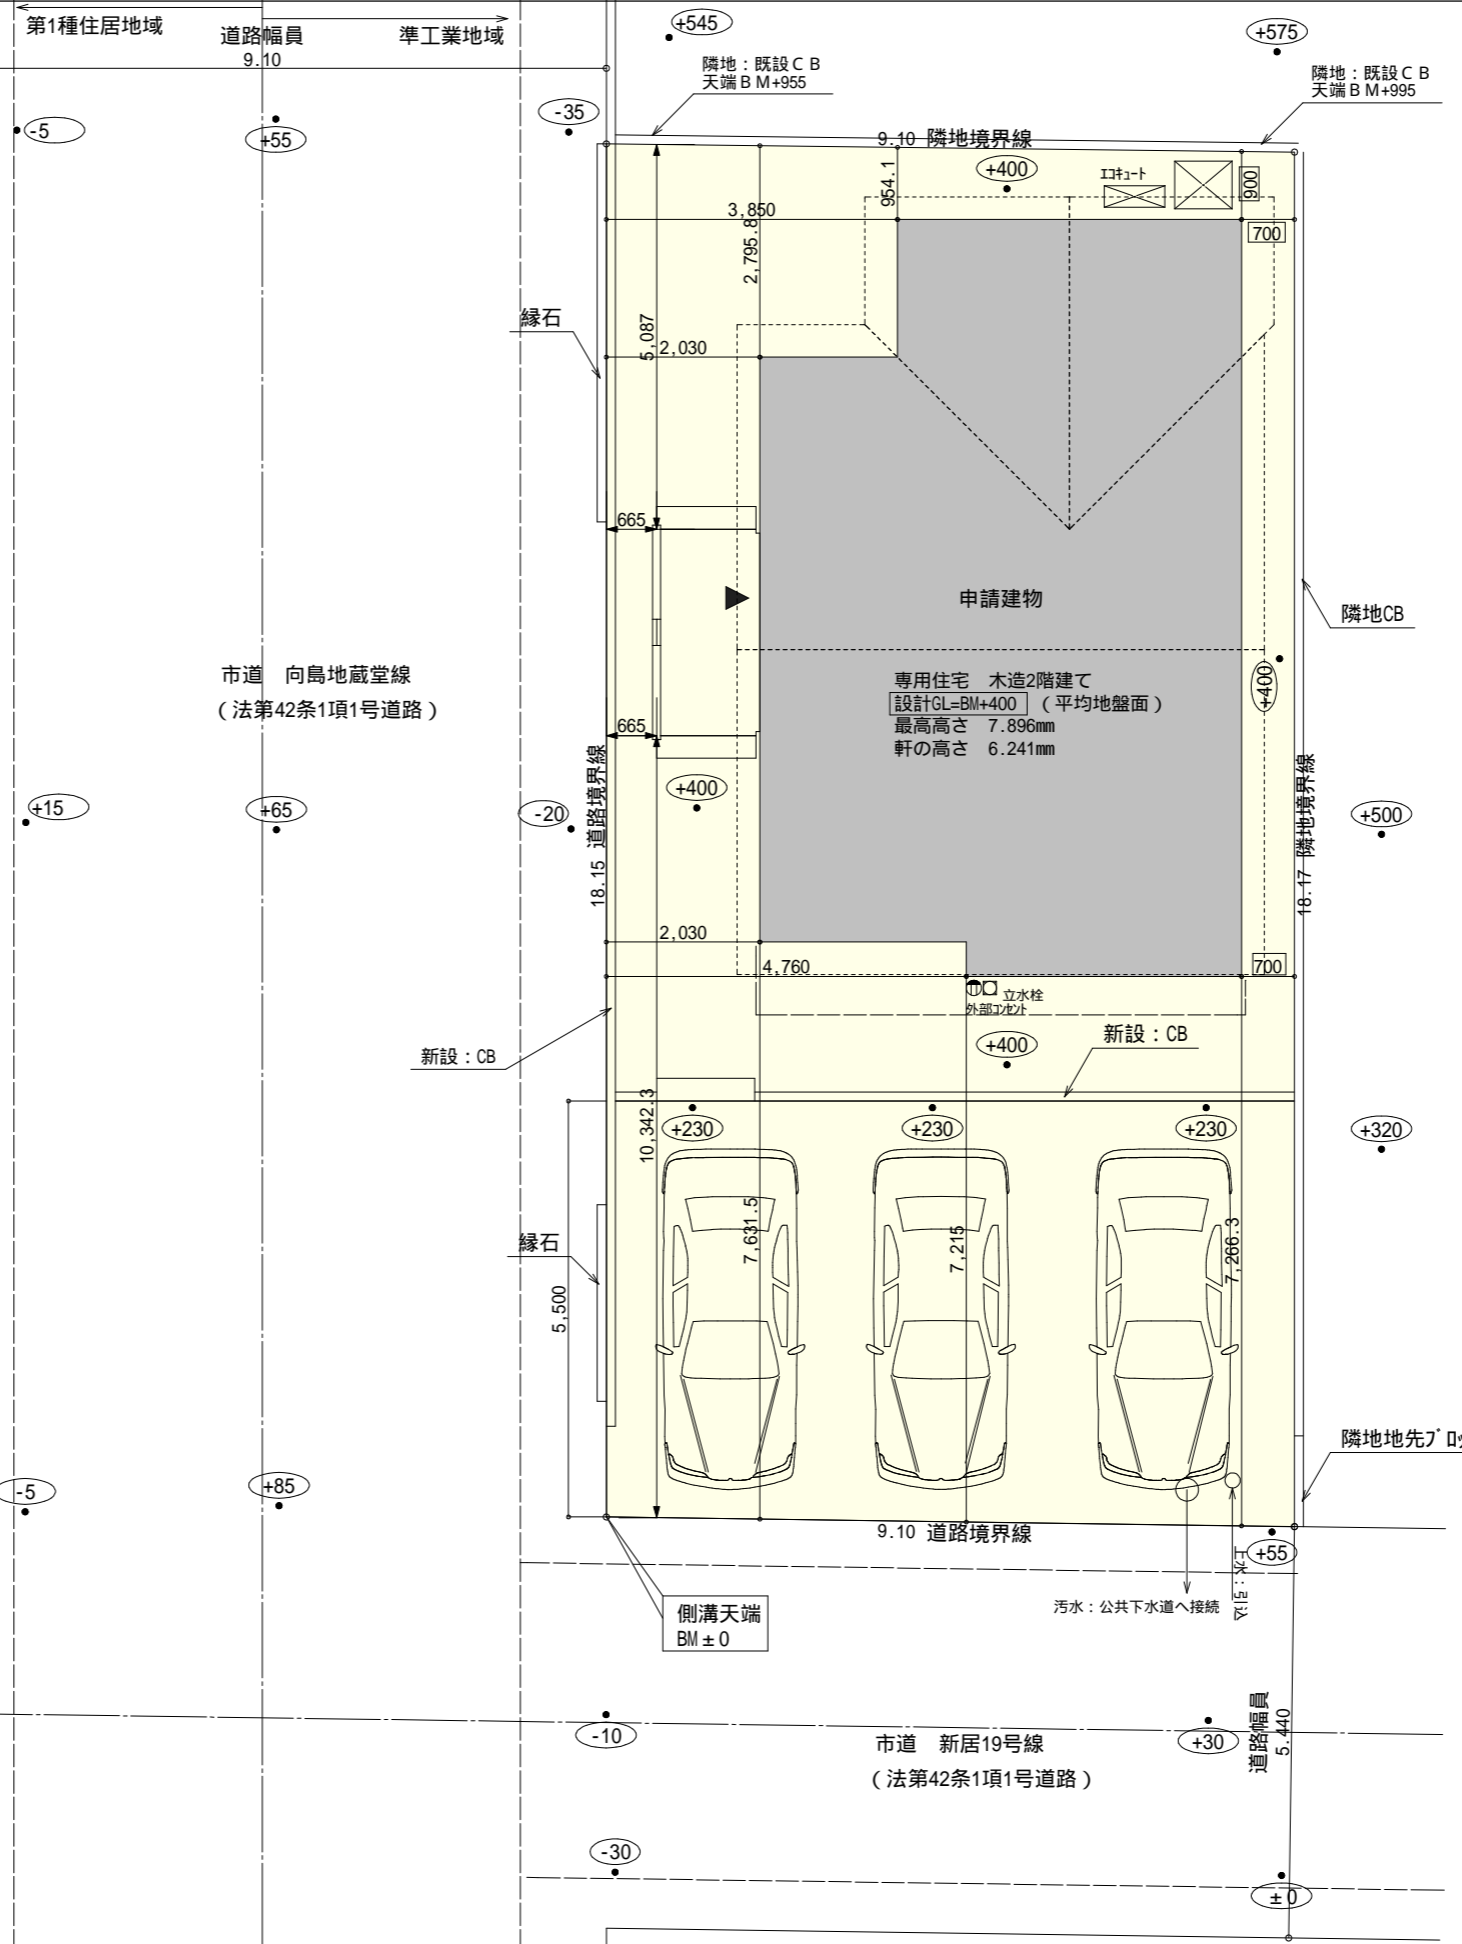 第1種住居地域
道路幅員
9.10
準工業地域
+545
+575
隣地：既設ＣＢ
天端ＢＭ+955
隣地：既設ＣＢ
天端ＢＭ+995
-5
+55
-35
9.10 隣地境界線
954.1
+400
エコキュート
900
3,850
2,795.8
700
縁石
5,087
2,030
665
申請建物
隣地CB
市道　向島地蔵堂線
（法第42条1項1号道路）
専用住宅　木造2階建て
設計GL=BM+400 （平均地盤面）
最高高さ　7.896mm
軒の高さ　6.241mm
+400
665
18.15 道路境界線
+400
18.17 隣地境界線
+15
+65
-20
+500
2,030
4,760
700
立水栓
外部コンセント
新設：CB
+400
新設：CB
10,342.3
+230
+230
+230
+320
縁石
5,500
7,631.5
7,215
7,266.3
隣地地先ブロッ
-5
+85
9.10 道路境界線
+55
上水：引込
汚水：公共下水道へ接続
側溝天端
BM±0
-10
市道　新居19号線
（法第42条1項1号道路）
+30
道路幅員
5.440
-30
±0